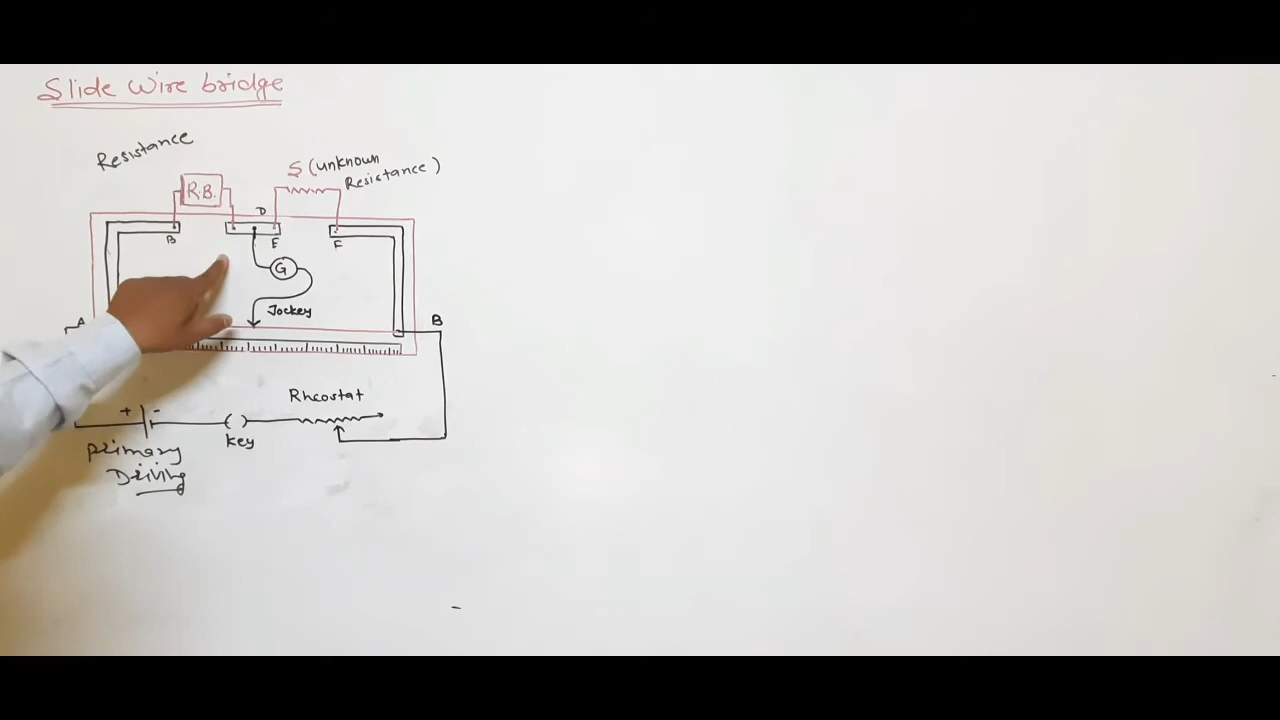 Slide wire bridge
Resistance
S (unknown
Resistance)
R.B.
D
B
E
F
G
Jockey
A
B
Rheostat
+ -
key
Primary
Driving